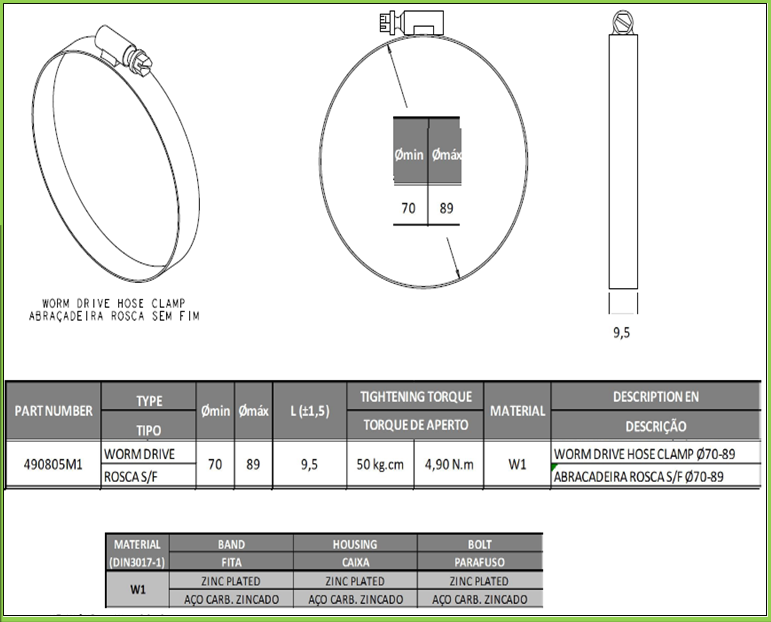 Ømin Ømáx
70 89
WORM DRIVE HOSE CLAMP
ABRAÇADEIRA ROSCA SEM FIM
9,5
PART NUMBER TYPE Ømin Ømáx L (±1,5) TIGHTENING TORQUE MATERIAL DESCRIPTION EN
TIPO TORQUE DE APERTO DESCRIÇÃO
490805M1 WORM DRIVE 70 89 9,5 50 kg.cm 4,90 N.m W1 WORM DRIVE HOSE CLAMP Ø70-89
ROSCA S/F ABRACADEIRA ROSCA S/F Ø70-89
MATERIAL BAND HOUSING BOLT
(DIN3017-1) FITA CAIXA PARAFUSO
W1 ZINC PLATED ZINC PLATED ZINC PLATED
AÇO CARB. ZINCADO AÇO CARB. ZINCADO AÇO CARB. ZINCADO